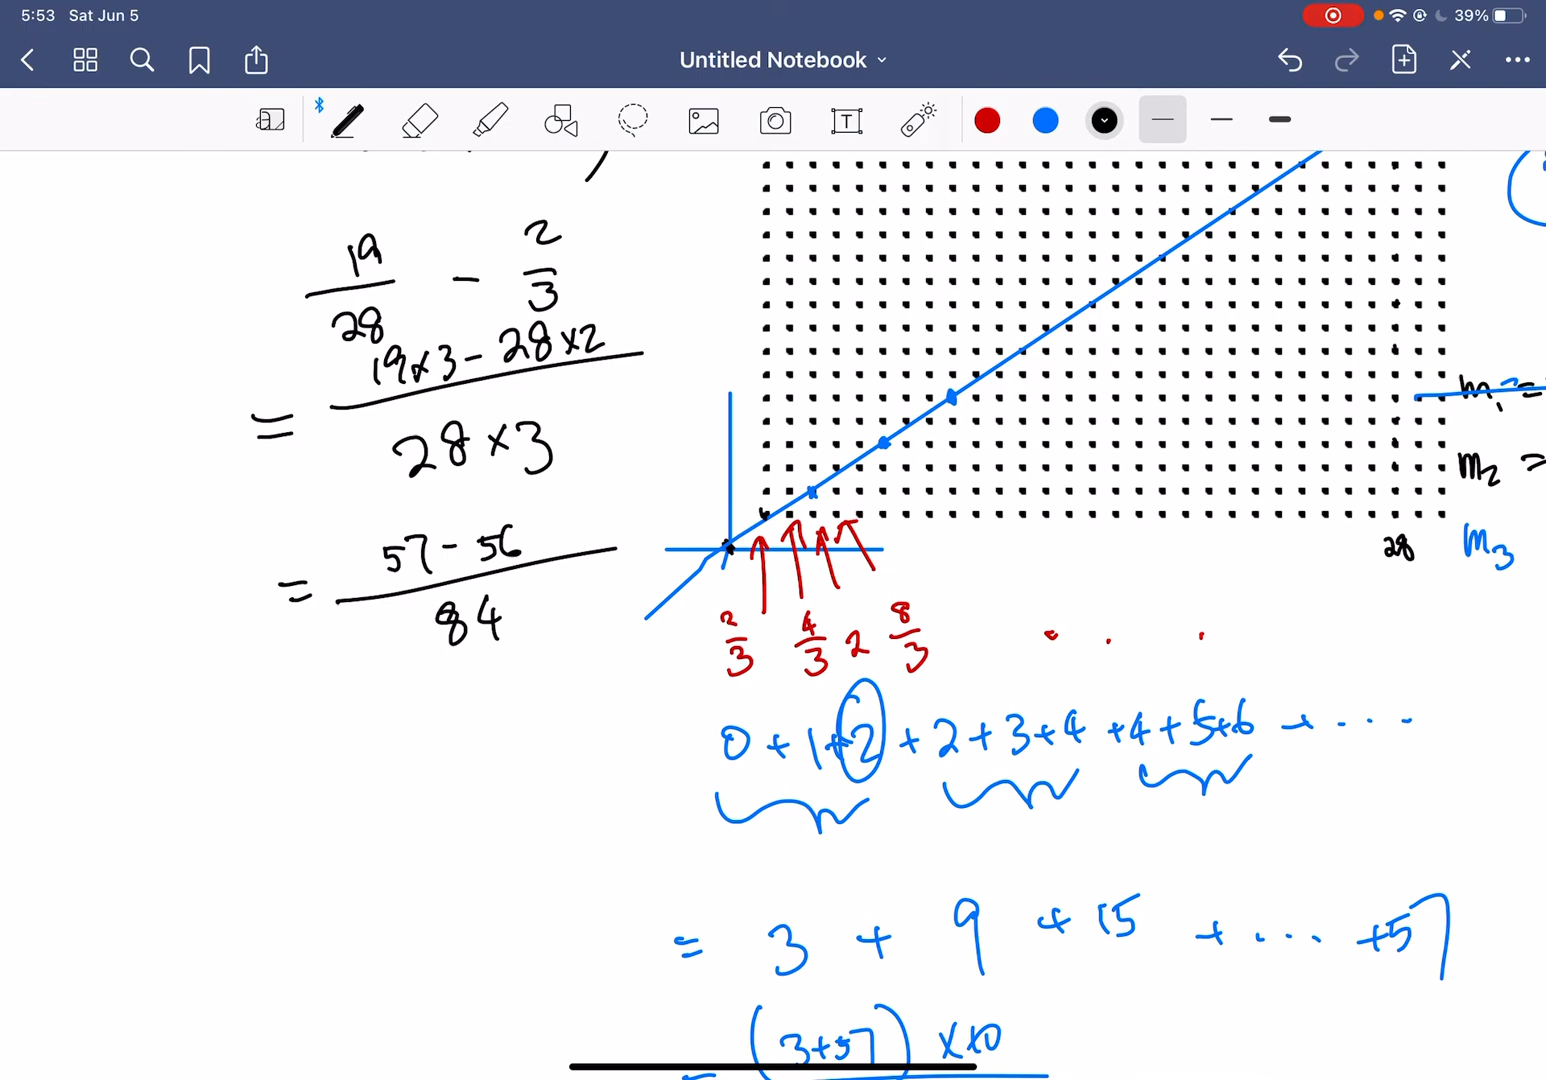 5:53 Sat Jun 5
39%
Untitled Notebook
T
19/28 - 2/3
= (19×3 - 28×2)/(28×3)
= (57 - 56)/84
m₁ =
m₂ =
28
m₃
2/3 4/3 2 8/3 . . .
0 + 1 + 2 + 2 + 3 + 4 + 4 + 5 + 6 + ....
= 3 + 9 + 15 + ... + 57
= (3+57) ××0